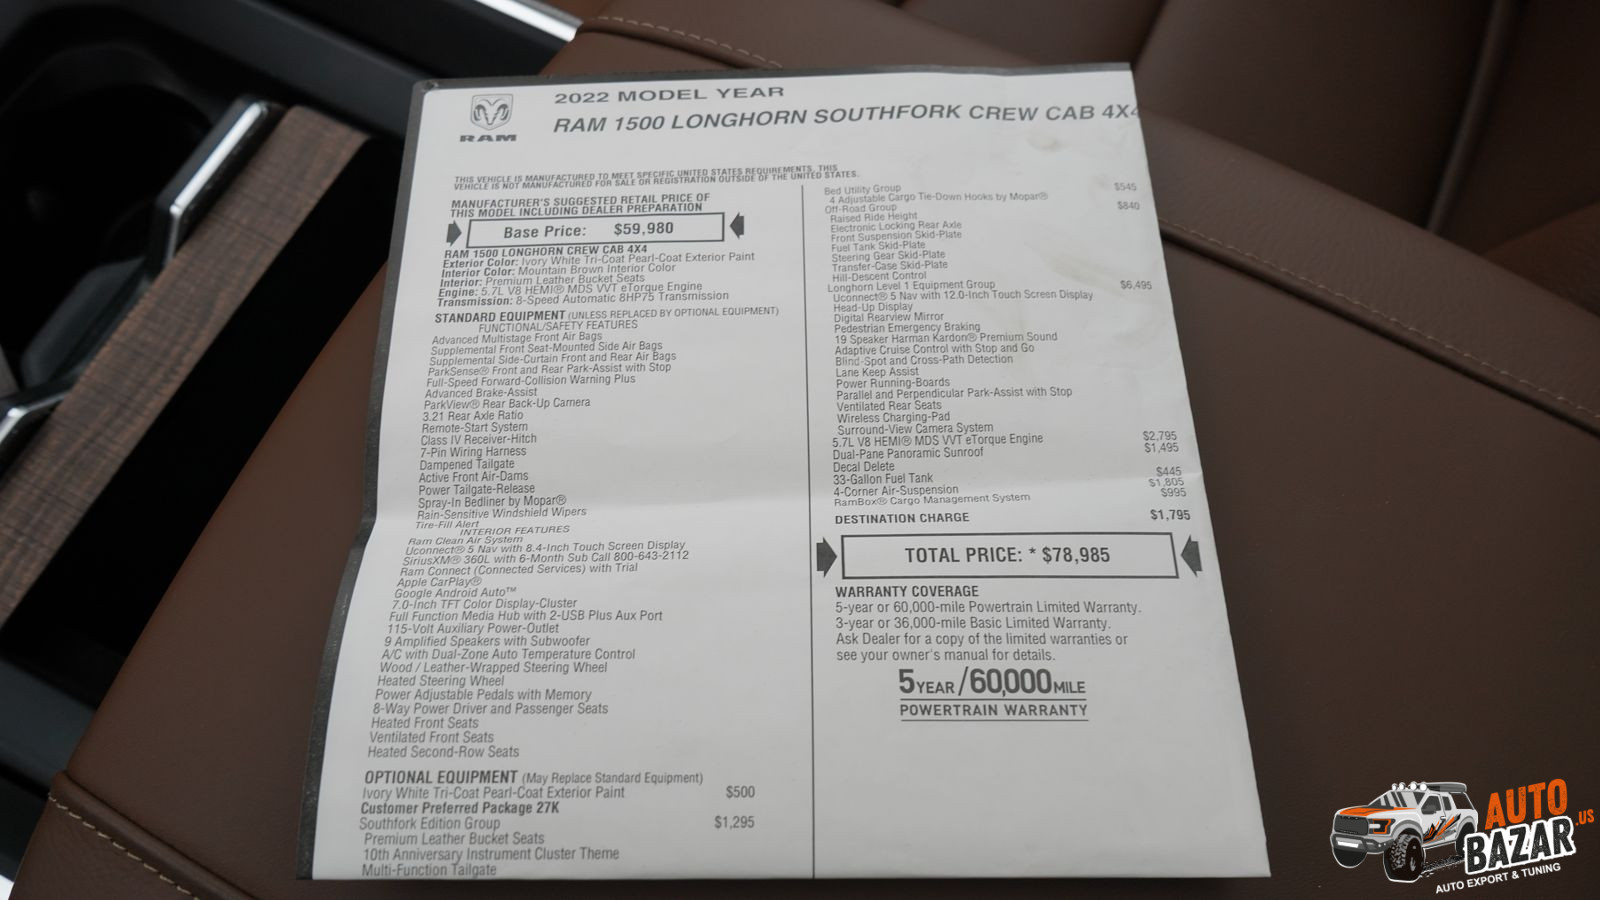 RAM
2022 MODEL YEAR
RAM 1500 LONGHORN SOUTHFORK CREW CAB 4X4
THIS VEHICLE IS MANUFACTURED TO MEET SPECIFIC UNITED STATES REQUIREMENTS. THIS
VEHICLE IS NOT MANUFACTURED FOR SALE OR REGISTRATION OUTSIDE OF THE UNITED STATES.
MANUFACTURER'S SUGGESTED RETAIL PRICE OF
THIS MODEL INCLUDING DEALER PREPARATION
Base Price: $59,980
RAM 1500 LONGHORN CREW CAB 4X4
Exterior Color: Ivory White Tri-Coat Pearl-Coat Exterior Paint
Interior Color: Mountain Brown Interior Color
Interior: Premium Leather Bucket Seats
Engine: 5.7L V8 HEMI® MDS VVT eTorque Engine
Transmission: 8-Speed Automatic 8HP75 Transmission
STANDARD EQUIPMENT (UNLESS REPLACED BY OPTIONAL EQUIPMENT)
FUNCTIONAL/SAFETY FEATURES
Advanced Multistage Front Air Bags
Supplemental Front Seat-Mounted Side Air Bags
Supplemental Side-Curtain Front and Rear Air Bags
ParkSense® Front and Rear Park-Assist with Stop
Full-Speed Forward-Collision Warning Plus
Advanced Brake-Assist
ParkView® Rear Back-Up Camera
3.21 Rear Axle Ratio
Remote-Start System
Class IV Receiver-Hitch
7-Pin Wiring Harness
Dampened Tailgate
Active Front Air-Dams
Power Tailgate-Release
Spray-In Bedliner by Mopar®
Rain-Sensitive Windshield Wipers
Tire-Fill Alert
INTERIOR FEATURES
Ram Clean Air System
Uconnect® 5 Nav with 8.4-Inch Touch Screen Display
SiriusXM® 360L with 6-Month Sub Call 800-643-2112
Ram Connect (Connected Services) with Trial
Apple CarPlay®
Google Android Auto™
7.0-Inch TFT Color Display-Cluster
Full Function Media Hub with 2-USB Plus Aux Port
115-Volt Auxiliary Power-Outlet
9 Amplified Speakers with Subwoofer
A/C with Dual-Zone Auto Temperature Control
Wood / Leather-Wrapped Steering Wheel
Heated Steering Wheel
Power Adjustable Pedals with Memory
8-Way Power Driver and Passenger Seats
Heated Front Seats
Ventilated Front Seats
Heated Second-Row Seats
OPTIONAL EQUIPMENT (May Replace Standard Equipment)
Ivory White Tri-Coat Pearl-Coat Exterior Paint $500
Customer Preferred Package 27K
Southfork Edition Group $1,295
Premium Leather Bucket Seats
10th Anniversary Instrument Cluster Theme
Multi-Function Tailgate
Bed Utility Group $545
4 Adjustable Cargo Tie-Down Hooks by Mopar®
Off-Road Group $840
Raised Ride Height
Electronic Locking Rear Axle
Front Suspension Skid-Plate
Fuel Tank Skid-Plate
Steering Gear Skid-Plate
Transfer-Case Skid-Plate
Hill-Descent Control
Longhorn Level 1 Equipment Group $6,495
Uconnect® 5 Nav with 12.0-Inch Touch Screen Display
Head-Up Display
Digital Rearview Mirror
Pedestrian Emergency Braking
19 Speaker Harman Kardon® Premium Sound
Adaptive Cruise Control with Stop and Go
Blind-Spot and Cross-Path Detection
Lane Keep Assist
Power Running-Boards
Parallel and Perpendicular Park-Assist with Stop
Ventilated Rear Seats
Wireless Charging-Pad
Surround-View Camera System
5.7L V8 HEMI® MDS VVT eTorque Engine $2,795
Dual-Pane Panoramic Sunroof $1,495
Decal Delete
33-Gallon Fuel Tank $445
4-Corner Air-Suspension $1,805
RamBox® Cargo Management System $995
DESTINATION CHARGE $1,795
TOTAL PRICE: * $78,985
WARRANTY COVERAGE
5-year or 60,000-mile Powertrain Limited Warranty.
3-year or 36,000-mile Basic Limited Warranty.
Ask Dealer for a copy of the limited warranties or
see your owner's manual for details.
5 YEAR/60,000 MILE
POWERTRAIN WARRANTY
AUTO
BAZAR.US
AUTO EXPORT & TUNING